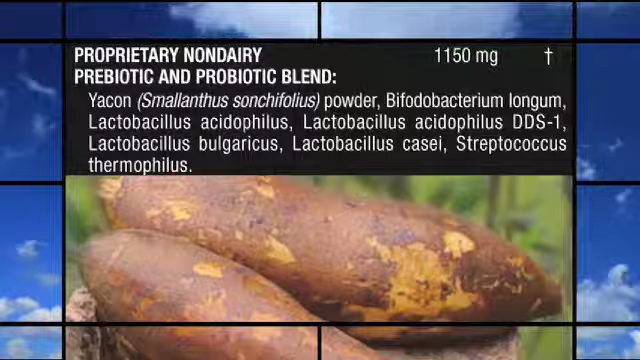 PROPRIETARY NONDAIRY 1150 mg †
PREBIOTIC AND PROBIOTIC BLEND:
Yacon (Smallanthus sonchifolius) powder, Bifodobacterium longum,
Lactobacillus acidophilus, Lactobacillus acidophilus DDS-1,
Lactobacillus bulgaricus, Lactobacillus casei, Streptococcus
thermophilus.